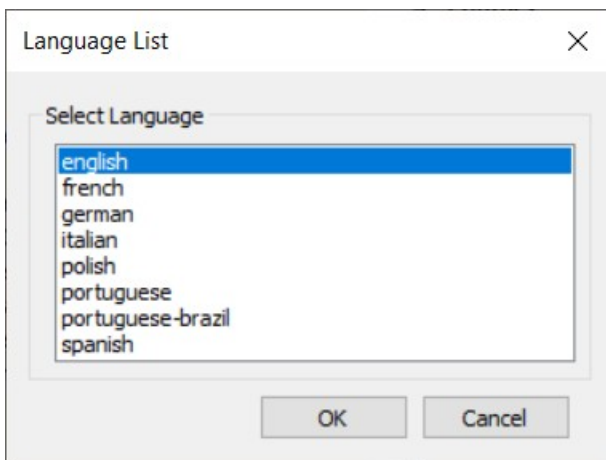 Language List
Select Language
english
french
german
italian
polish
portuguese
portuguese-brazil
spanish
OK
Cancel